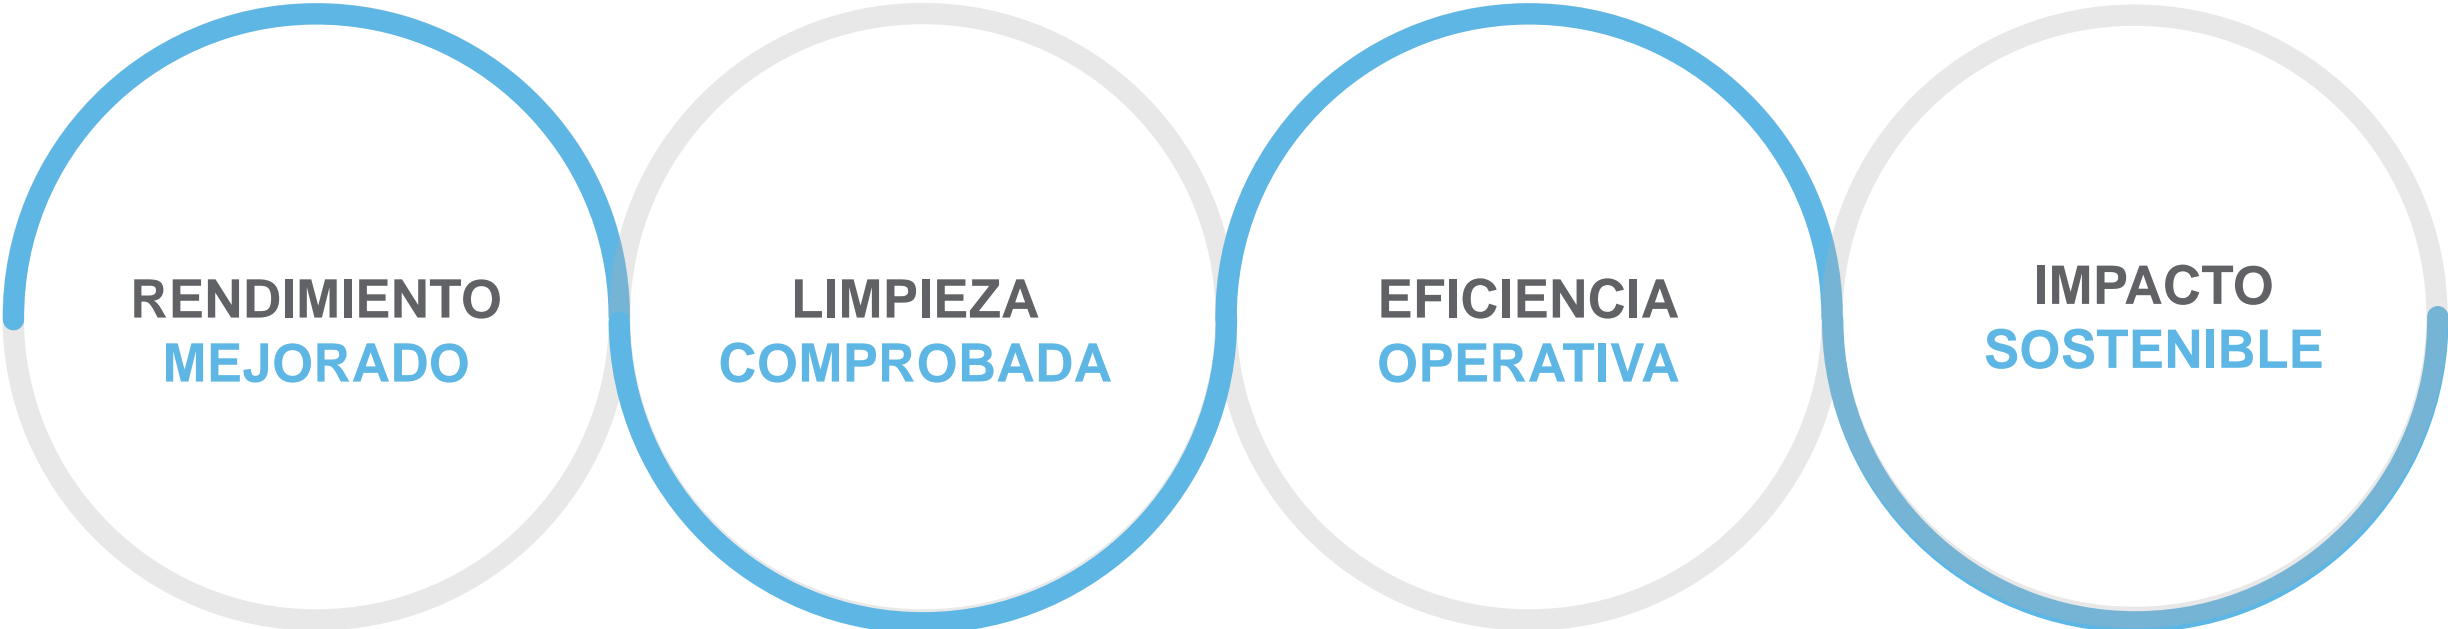 RENDIMIENTO
MEJORADO
LIMPIEZA
COMPROBADA
EFICIENCIA
OPERATIVA
IMPACTO
SOSTENIBLE